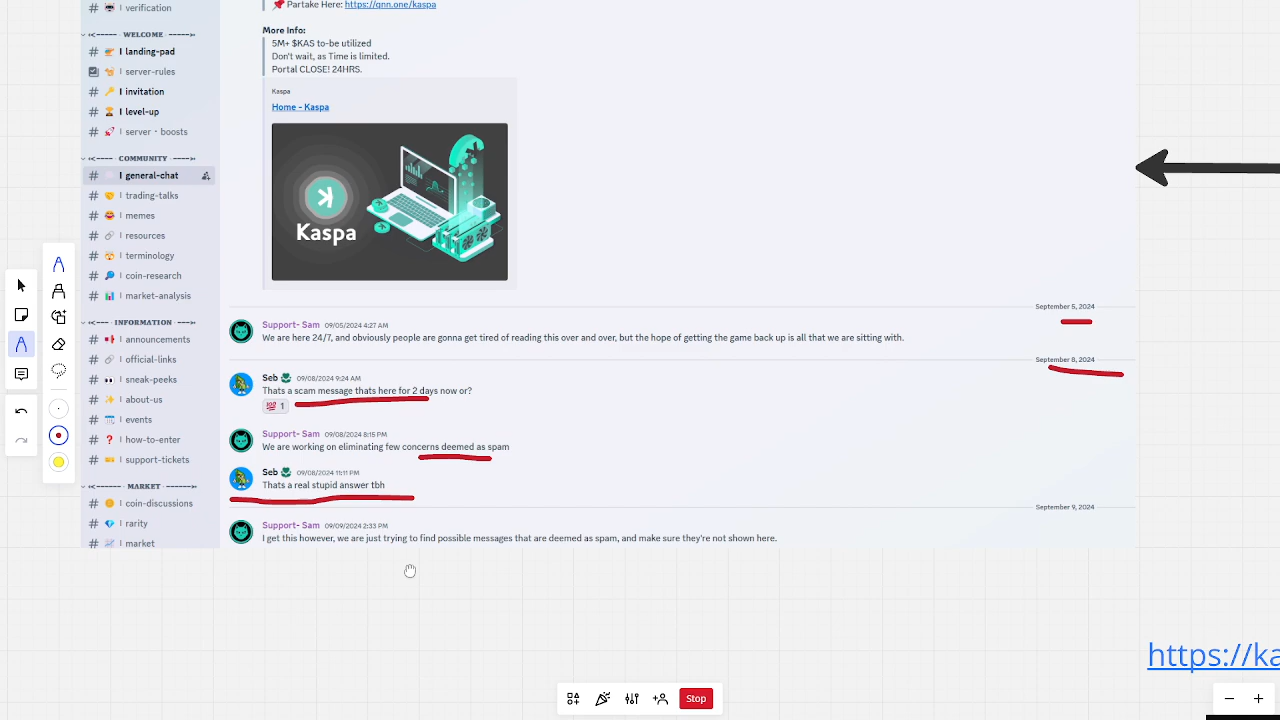 | verification
WELCOME
# | landing-pad
| server-rules
# | invitation
# | level-up
# | server • boosts
COMMUNITY
# | general-chat
# | trading-talks
# | memes
# | resources
# | terminology
# | coin-research
# | market-analysis
INFORMATION
# | announcements
# | official-links
# | sneak-peeks
# | about-us
# | events
# | how-to-enter
# | support-tickets
MARKET
# | coin-discussions
# | rarity
# | market
Partake Here: https://qnn.one/kaspa
More Info:
5M+ $KAS to-be utilized
Don't wait, as Time is limited.
Portal CLOSE! 24HRS.
Kaspa
Home - Kaspa
Kaspa
September 5, 2024
Support- Sam 09/05/2024 4:27 AM
We are here 24/7, and obviously people are gonna get tired of reading this over and over, but the hope of getting the game back up is all that we are sitting with.
September 8, 2024
Seb 09/08/2024 9:24 AM
Thats a scam message thats here for 2 days now or?
💯 1
Support- Sam 09/08/2024 8:15 PM
We are working on eliminating few concerns deemed as spam
Seb 09/08/2024 11:11 PM
Thats a real stupid answer tbh
September 9, 2024
Support- Sam 09/09/2024 2:33 PM
I get this however, we are just trying to find possible messages that are deemed as spam, and make sure they're not shown here.
https://ka
Stop